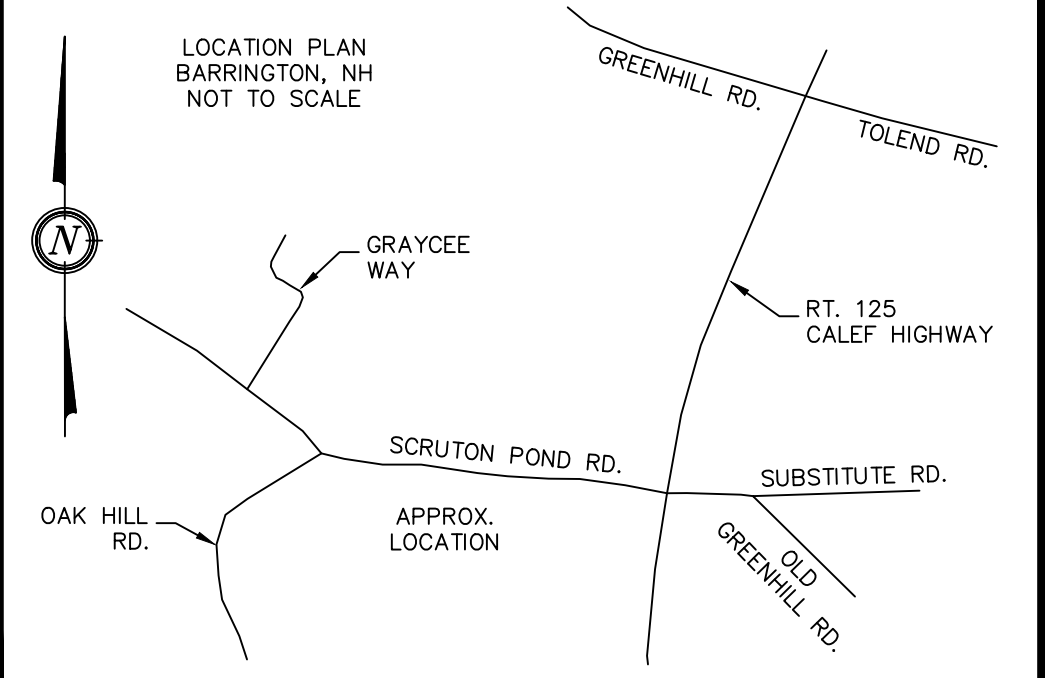 LOCATION PLAN
BARRINGTON, NH
NOT TO SCALE
GREENHILL RD.
TOLEND RD.
N
GRAYCEE
WAY
RT. 125
CALEF HIGHWAY
SCRUTON POND RD.
SUBSTITUTE RD.
OAK HILL
RD.
APPROX.
LOCATION
OLD
GREENHILL RD.